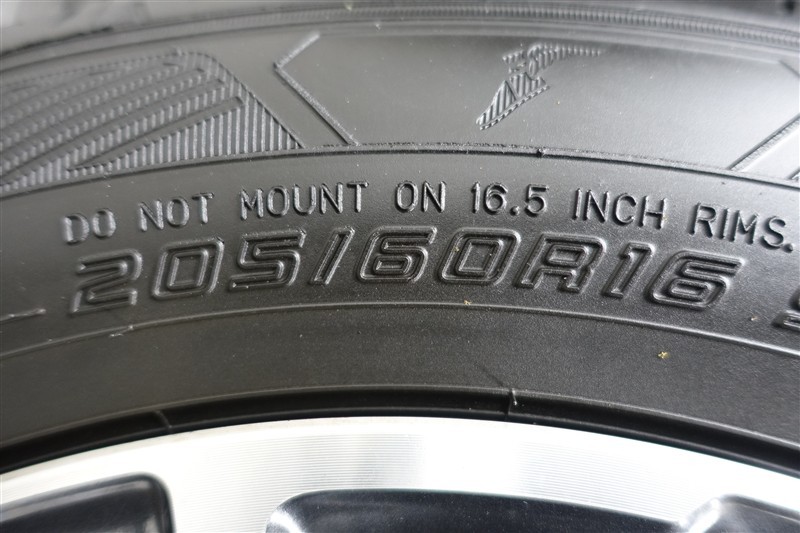 DO NOT MOUNT ON 16.5 INCH RIMS.
205/60R16